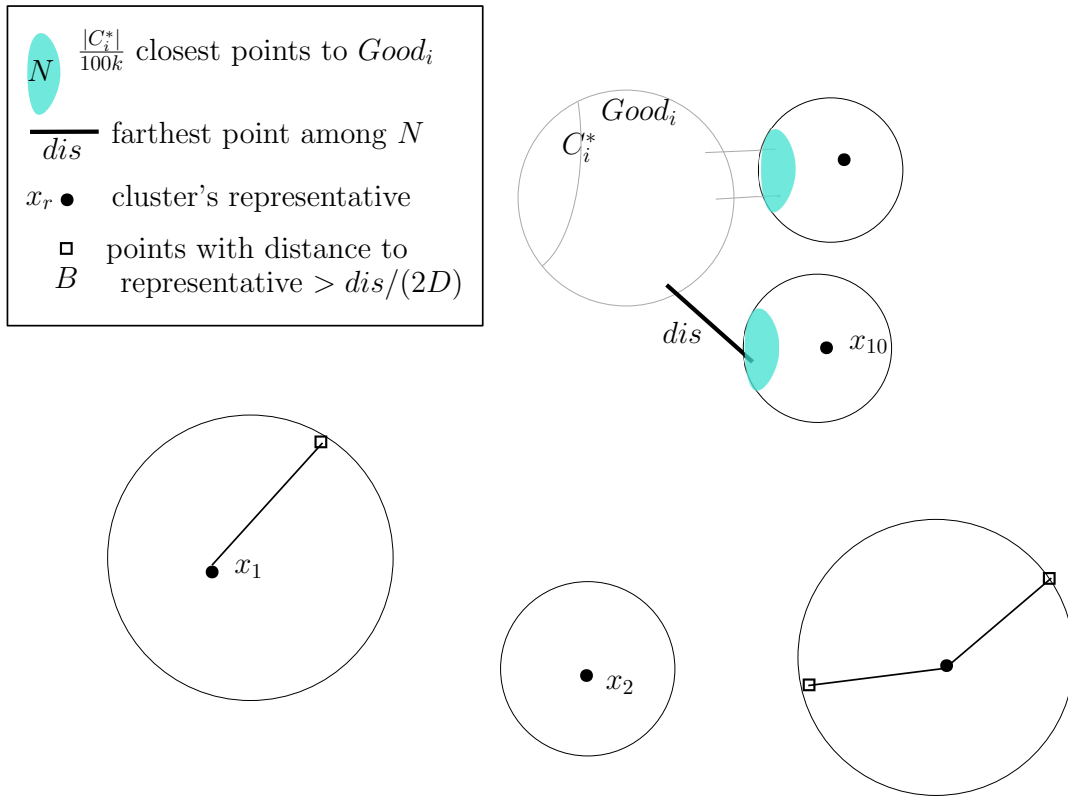 N |C_i^*|/100k closest points to Good_i
dis farthest point among N
x_r cluster's representative
points with distance to
B representative > dis/(2D)
Good_i
C_i^*
dis
x_10
x_1
x_2